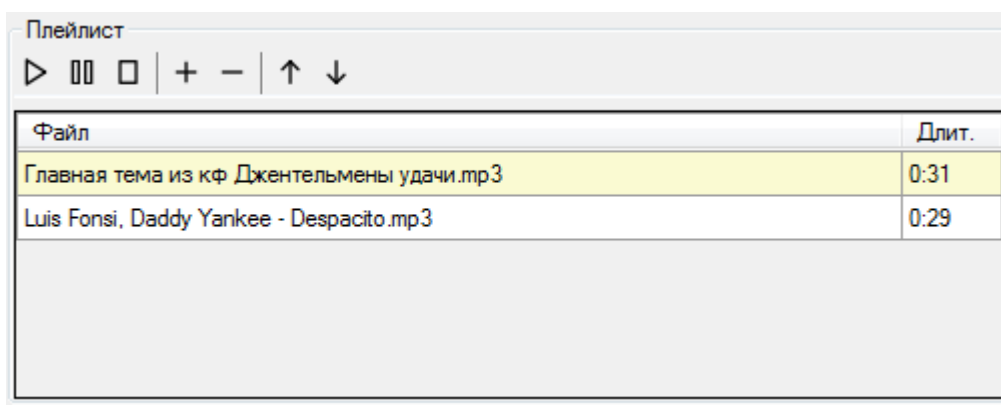 Плейлист
Файл Длит.
Главная тема из кф Джентельмены удачи.mp3 0:31
Luis Fonsi, Daddy Yankee - Despacito.mp3 0:29